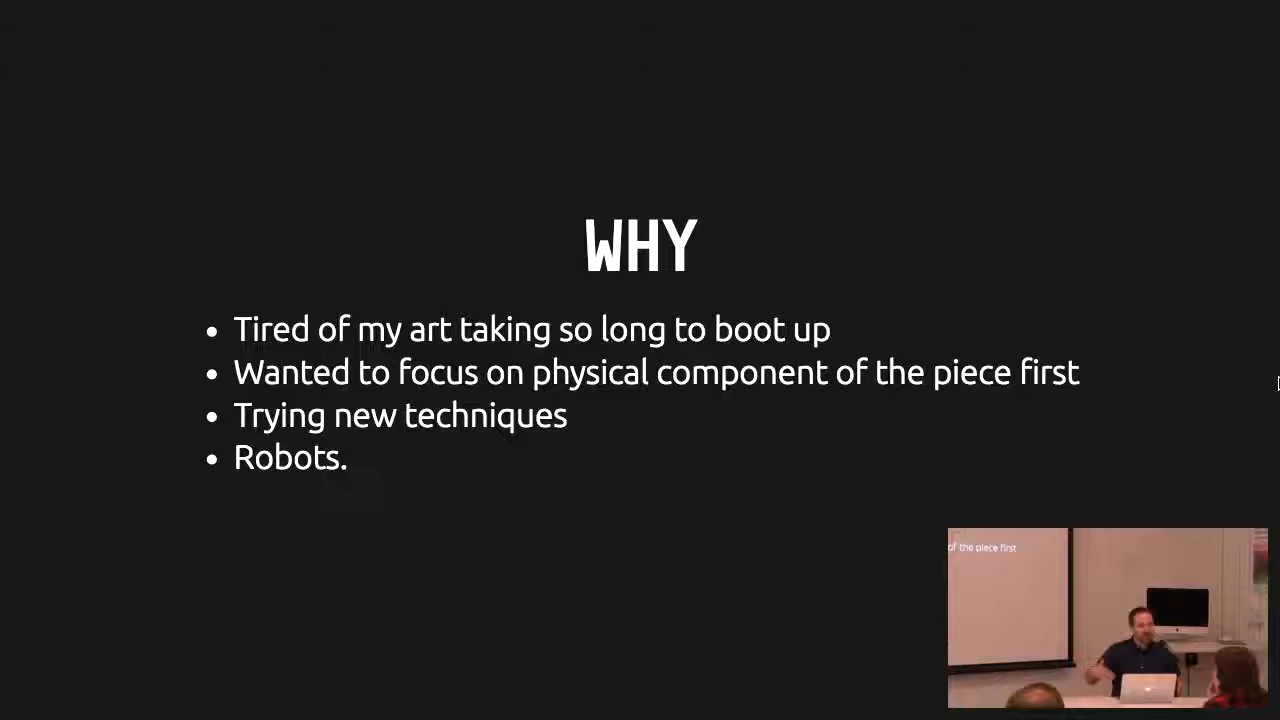 WHY
• Tired of my art taking so long to boot up
• Wanted to focus on physical component of the piece first
• Trying new techniques
• Robots.
of the piece first